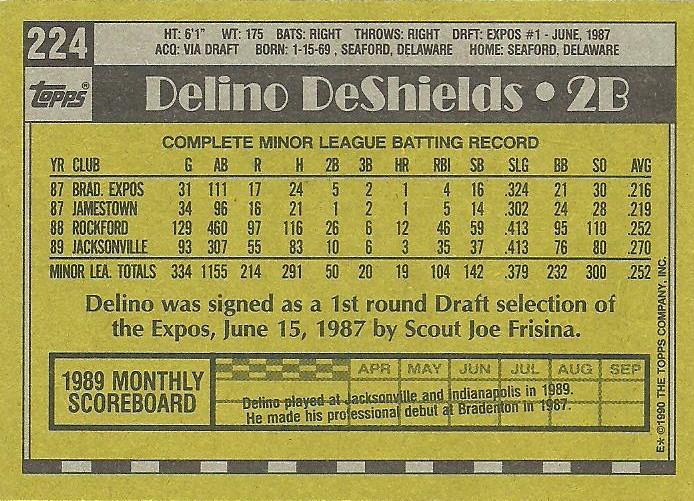 224
HT: 6'1" WT: 175 BATS: RIGHT THROWS: RIGHT DRFT: EXPOS #1 - JUNE, 1987
ACQ: VIA DRAFT BORN: 1-15-69, SEAFORD, DELAWARE HOME: SEAFORD, DELAWARE
TOPPS® Delino DeShields • 2B
COMPLETE MINOR LEAGUE BATTING RECORD
YR CLUB G AB R H 2B 3B HR RBI SB SLG BB SO AVG
87 BRAD. EXPOS 31 111 17 24 5 2 1 4 16 .324 21 30 .216
87 JAMESTOWN 34 96 16 21 1 2 1 5 14 .302 24 28 .219
88 ROCKFORD 129 460 97 116 26 6 12 46 59 .413 95 110 .252
89 JACKSONVILLE 93 307 55 83 10 6 3 35 37 .413 76 80 .270
MINOR LEA. TOTALS 334 1155 214 291 50 20 19 104 142 .379 232 300 .252
Delino was signed as a 1st round Draft selection of
the Expos, June 15, 1987 by Scout Joe Frisina.
1989 MONTHLY
SCOREBOARD
APR MAY JUN JUL AUG SEP
Delino played at Jacksonville and Indianapolis in 1989.
He made his professional debut at Bradenton in 1987.
E* ©1990 THE TOPPS COMPANY, INC.